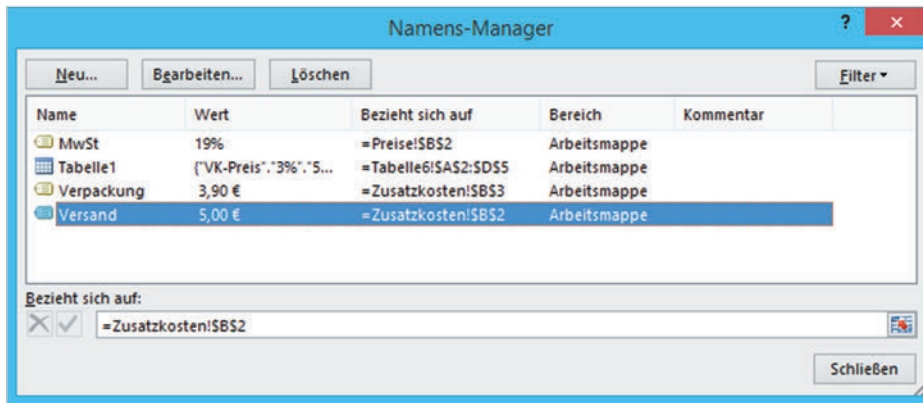 Namens-Manager ? ×
Neu... Bearbeiten... Löschen Filter
Name Wert Bezieht sich auf Bereich Kommentar
MwSt 19% =Preise!$B$2 Arbeitsmappe
Tabelle1 {"VK-Preis"."3%"."5... =Tabelle6!$A$2:$D$5 Arbeitsmappe
Verpackung 3,90 € =Zusatzkosten!$B$3 Arbeitsmappe
Versand 5,00 € =Zusatzkosten!$B$2 Arbeitsmappe
Bezieht sich auf:
=Zusatzkosten!$B$2
Schließen